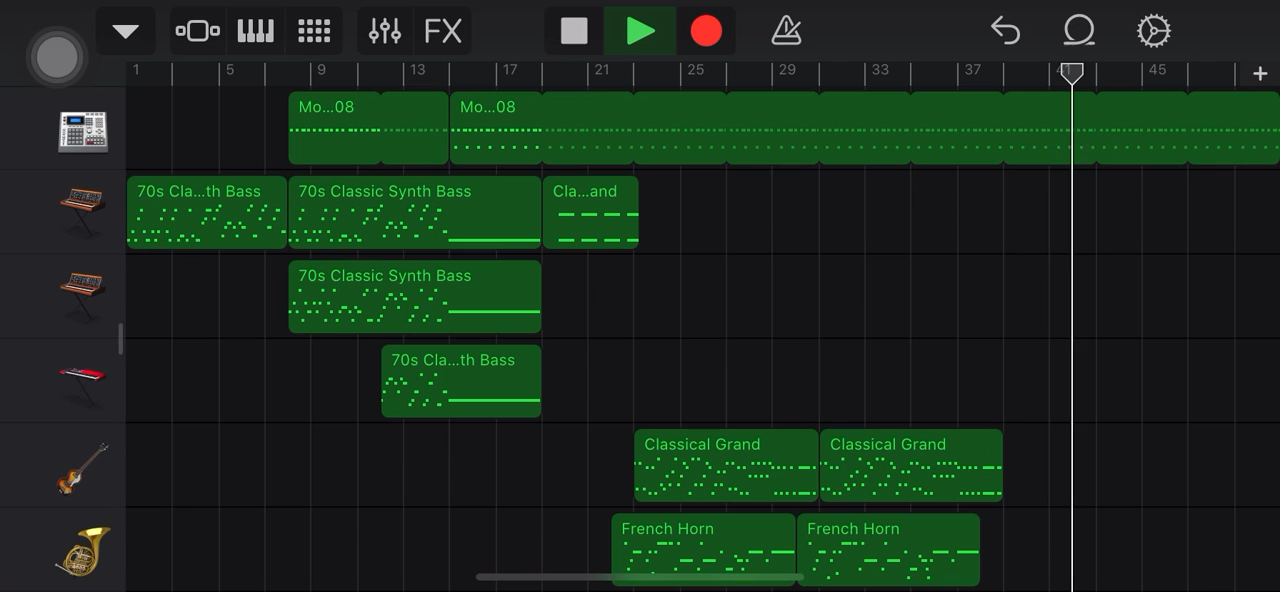 FX
1 5 9 13 17 21 25 29 33 37 41 45 +
Mo...08 Mo...08
70s Cla...th Bass 70s Classic Synth Bass Cla...and
70s Classic Synth Bass
70s Cla...th Bass
Classical Grand Classical Grand
French Horn French Horn